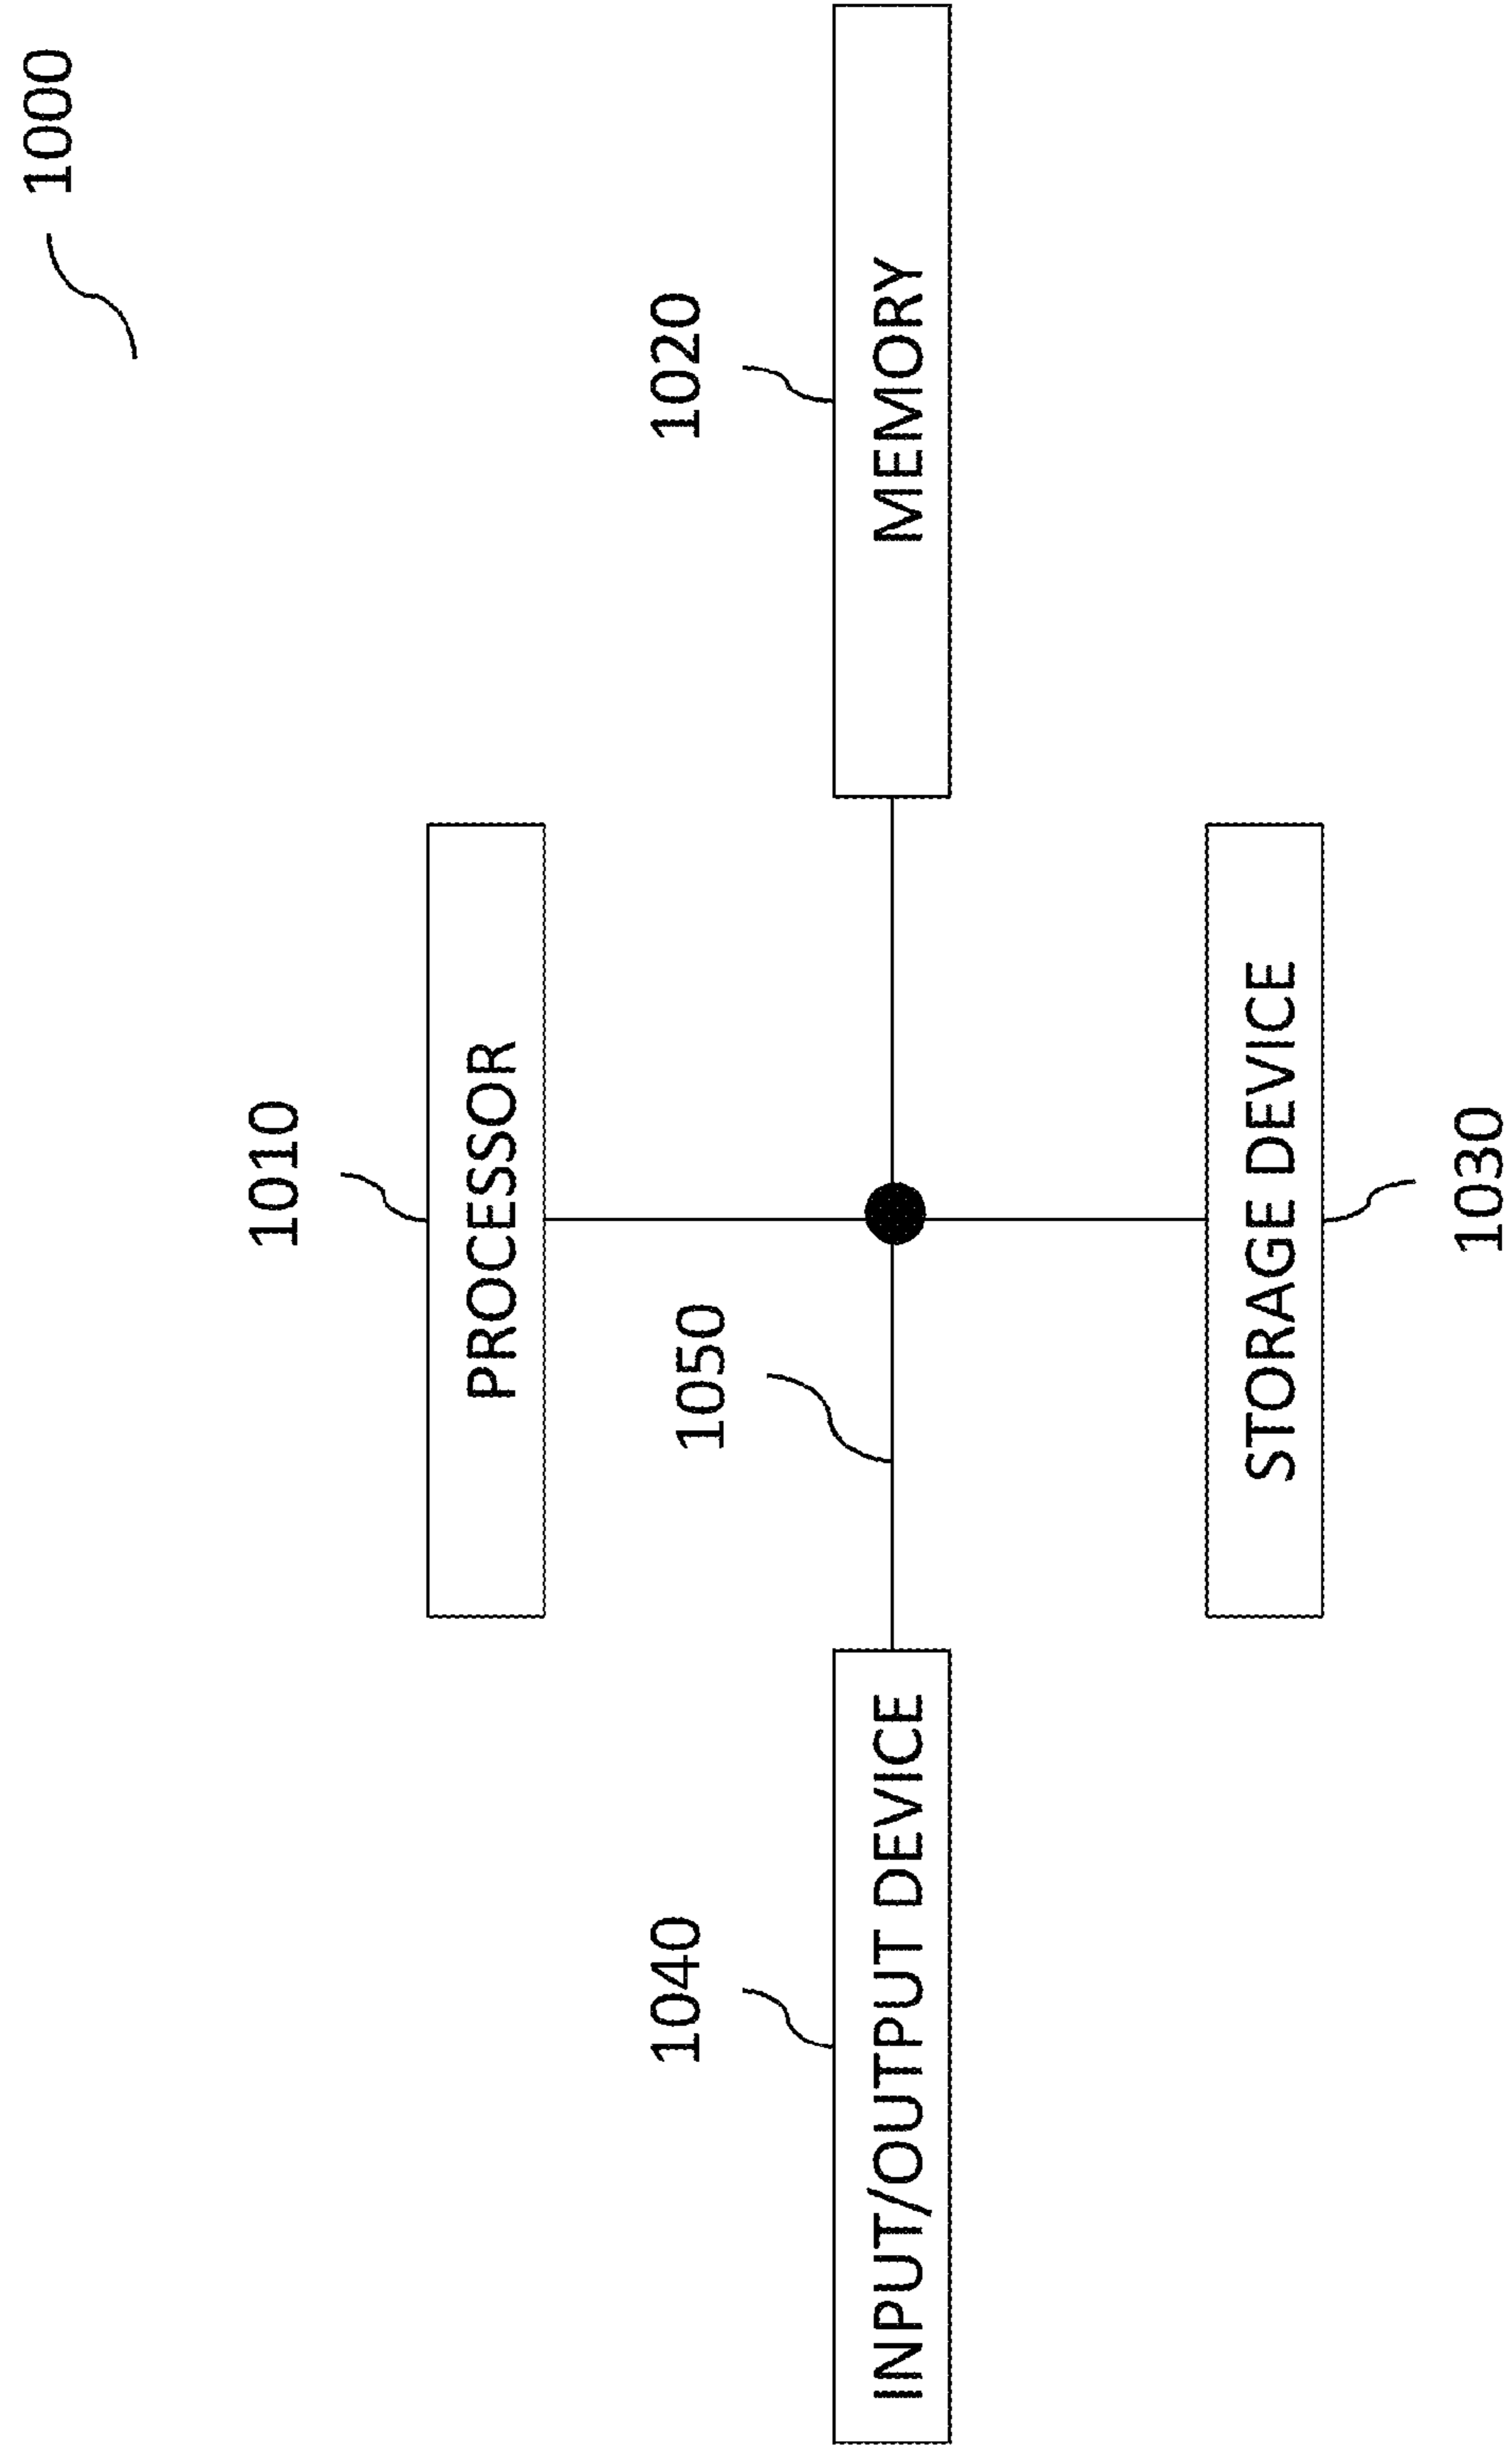 1000
1010
PROCESSOR
1040
1050
1020
INPUT/OUTPUT DEVICE
MEMORY
STORAGE DEVICE
1030